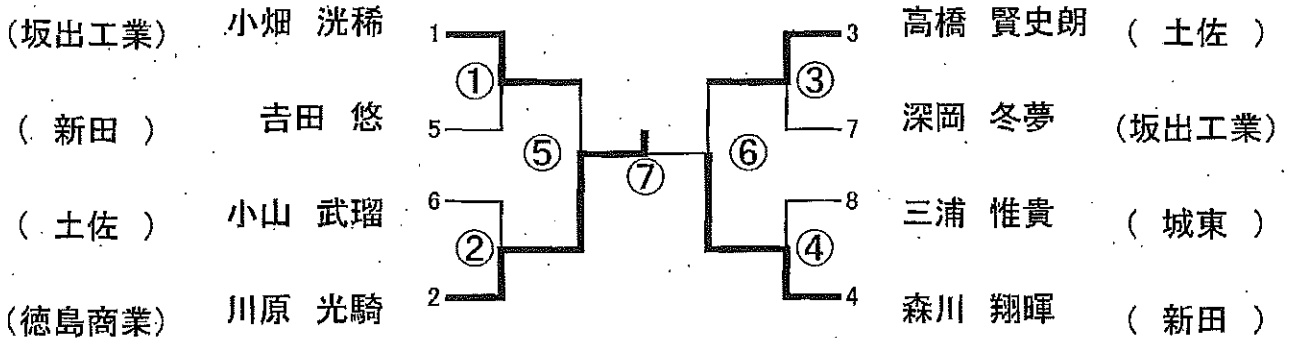 (坂出工業) 小畑 洸稀 1 3 高橋 賢史朗 ( 土佐 )
① ③
( 新田 ) 吉田 悠 5 7 深岡 冬夢 (坂出工業)
⑤ ⑦ ⑥
( 土佐 ) 小山 武瑠 6 8 三浦 惟貴 ( 城東 )
② ④
(徳島商業) 川原 光騎 2 4 森川 翔暉 ( 新田 )